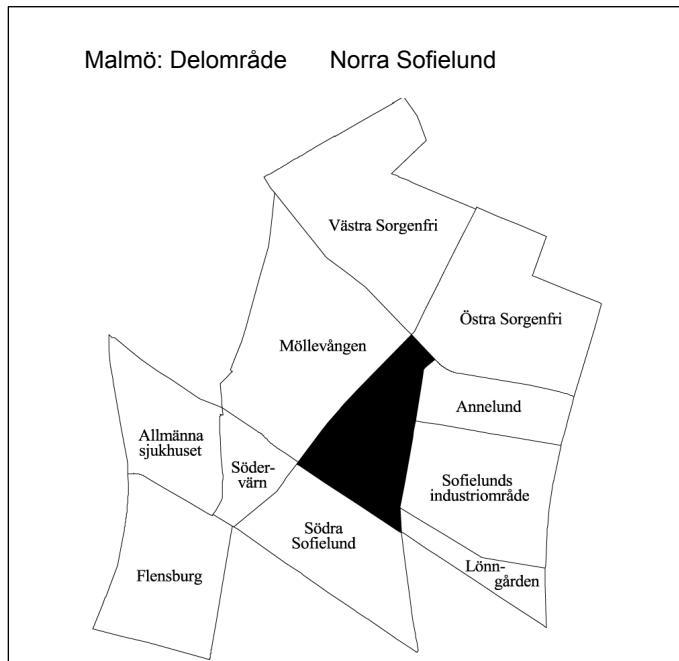 Malmö: Delområde Norra Sofielund
Västra Sorgenfri
Östra Sorgenfri
Möllevången
Annelund
Allmänna
sjukhuset
Söder-
värn
Sofielunds
industriområde
Södra
Sofielund
Lönn-
gården
Flensburg